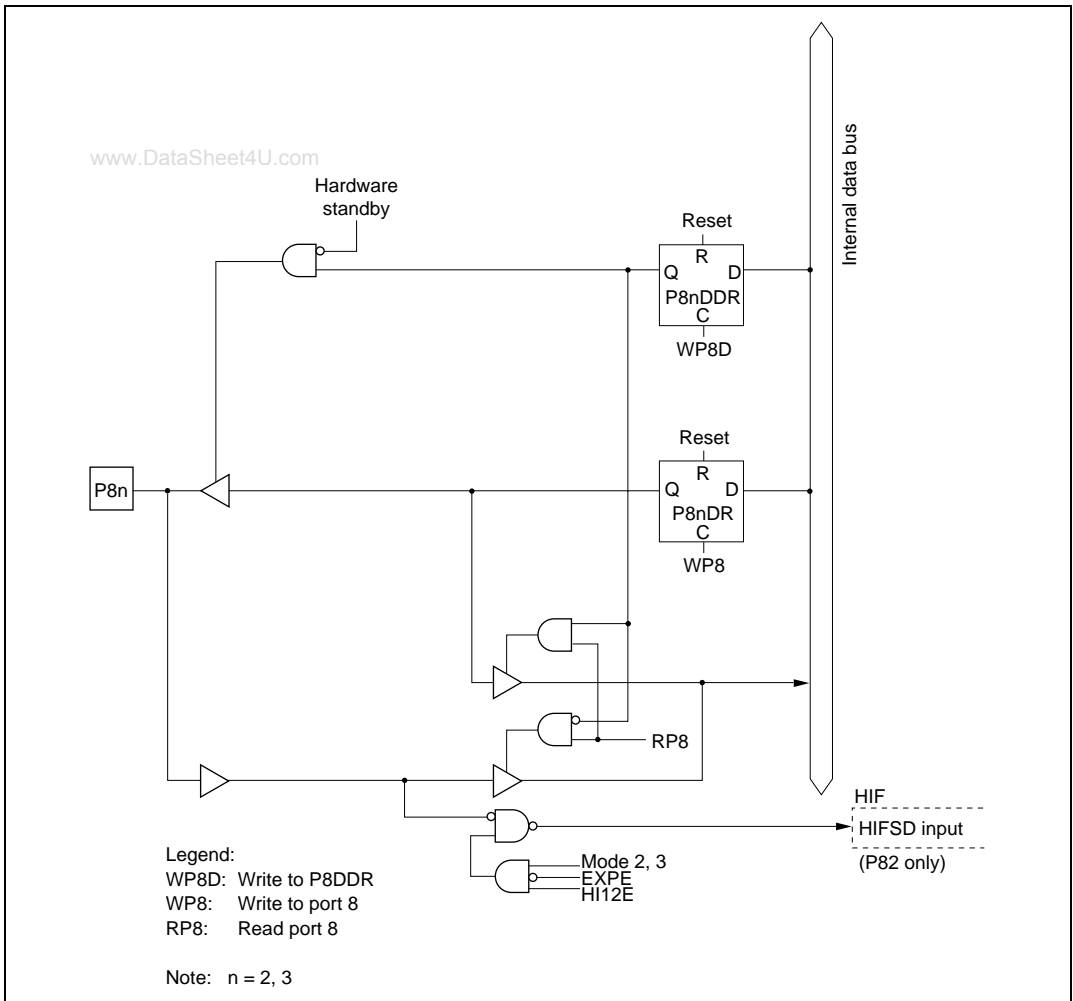 www.DataSheet4U.com
Hardware
standby
Internal data bus
Reset
R
Q D
P8nDDR
C
WP8D
Reset
P8n
R
Q D
P8nDR
C
WP8
RP8
HIF
HIFSD input
(P82 only)
Mode 2, 3
EXPE
HI12E
Legend:
WP8D: Write to P8DDR
WP8: Write to port 8
RP8: Read port 8
Note: n = 2, 3